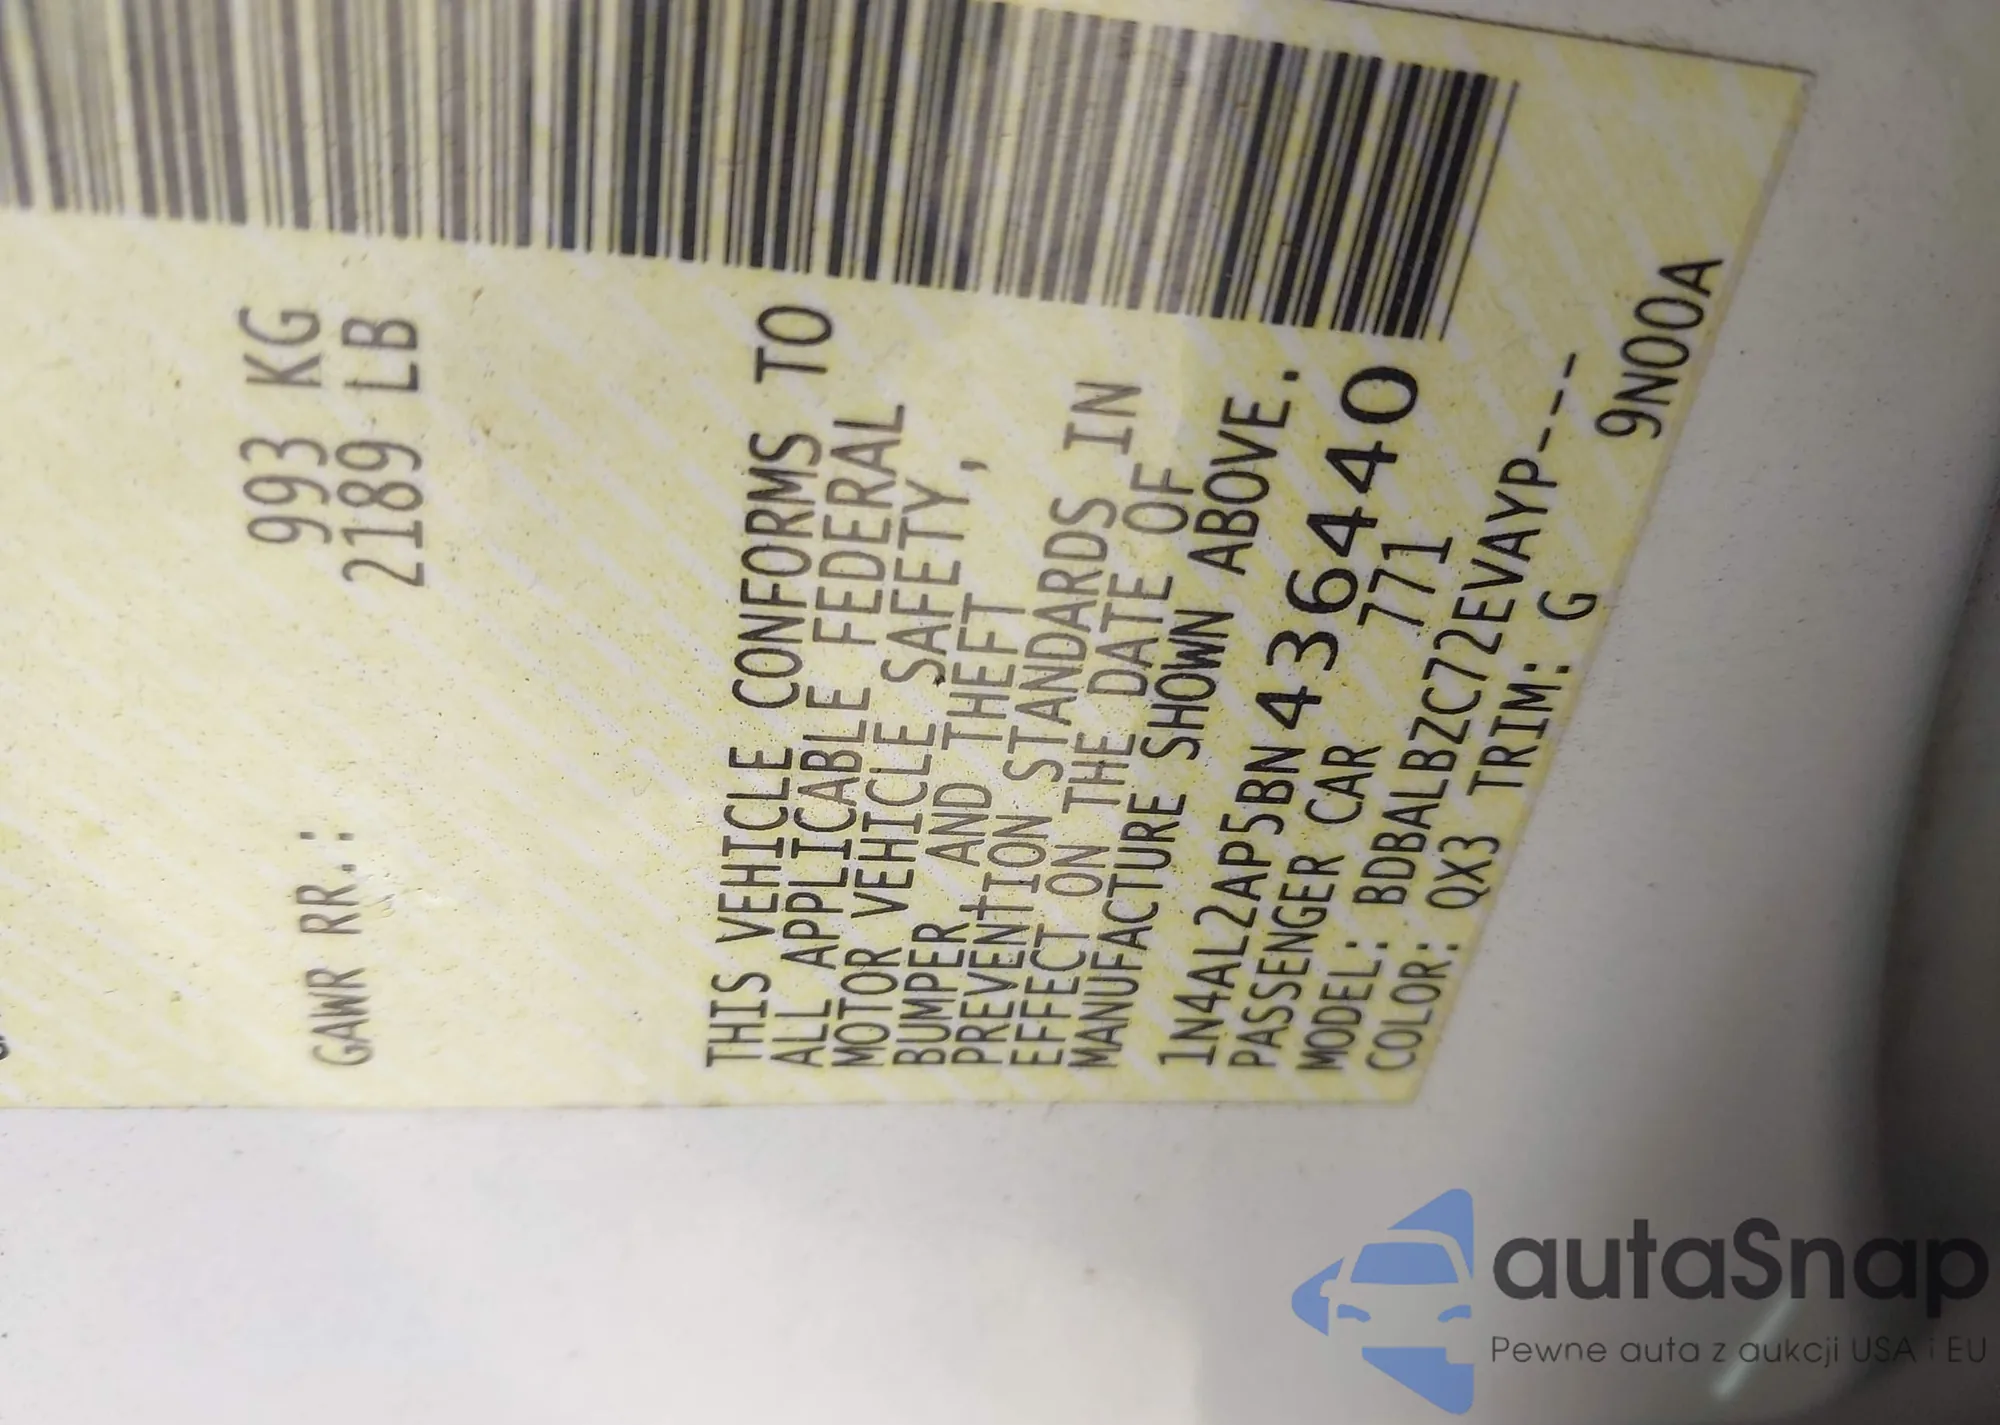 GAWR RR.: 993 KG
2189 LB
THIS VEHICLE CONFORMS TO
ALL APPLICABLE FEDERAL
MOTOR VEHICLE SAFETY,
BUMPER AND THEFT
PREVENTION STANDARDS IN
EFFECT ON THE DATE OF
MANUFACTURE SHOWN ABOVE.
1N4AL2AP5BN436440
PASSENGER CAR 771
MODEL: BDBALBZC72EVAYP----
COLOR: QX3 TRIM: G
9N00A
autaSnap
Pewne auta z aukcji USA i EU